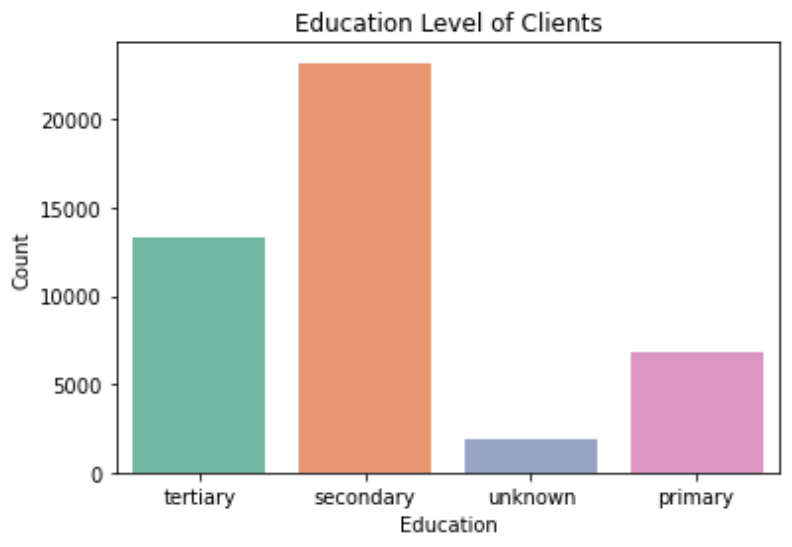 Education Level of Clients
20000
15000
10000
5000
0
Count
tertiary secondary unknown primary
Education